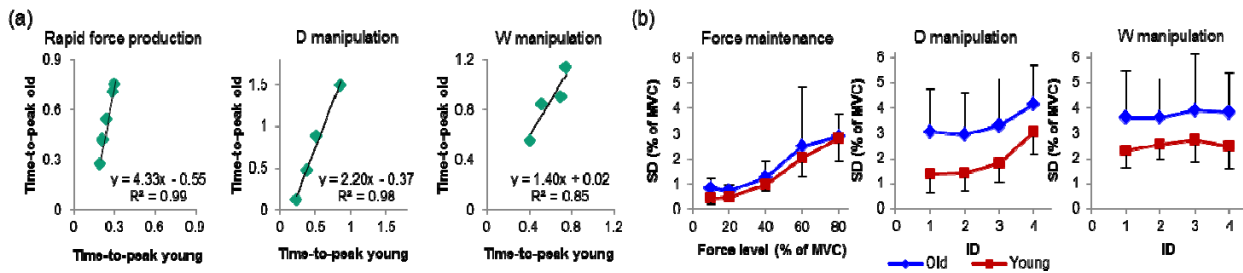 (a)
Rapid force production
Time-to-peak old
0.9
0.6
0.3
0
0 0.3 0.6 0.9
y = 4.33x - 0.55
R² = 0.99
Time-to-peak young
D manipulation
Time-to-peak old
1.5
1
0.5
0
0 0.5 1 1.5
y = 2.20x - 0.37
R² = 0.98
Time-to-peak young
W manipulation
Time-to-peak old
1.2
0.9
0.6
0.3
0
0 0.4 0.8 1.2
y = 1.40x + 0.02
R² = 0.85
Time-to-peak young
(b)
Force maintenance
SD (% of MVC)
6
5
4
3
2
1
0
0 20 40 60 80
Force level (% of MVC)
D manipulation
SD (% of MVC)
6
5
4
3
2
1
0
0 1 2 3 4
ID
W manipulation
SD (% of MVC)
6
5
4
3
2
1
0
0 1 2 3 4
ID
Old Young